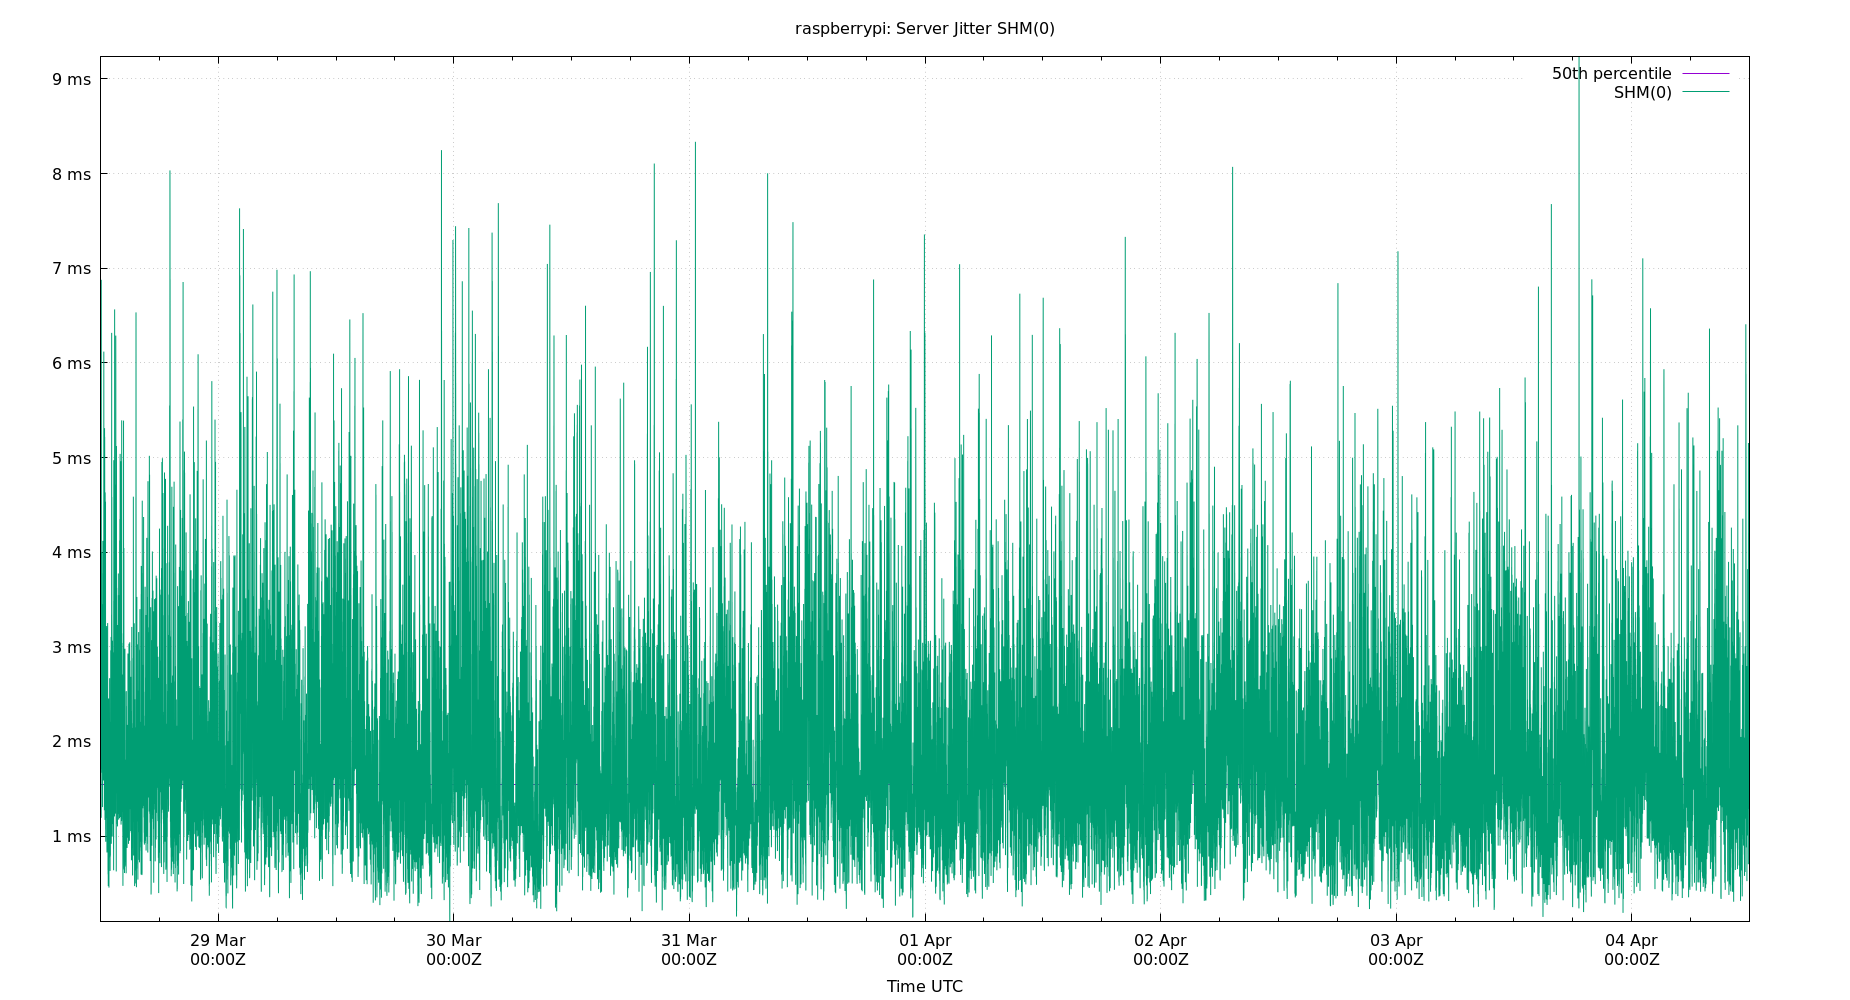 raspberrypi: Server Jitter SHM(0)
9 ms
50th percentile
SHM(0)
8 ms
7 ms
6 ms
5 ms
4 ms
3 ms
2 ms
1 ms
29 Mar 30 Mar 31 Mar 01 Apr 02 Apr 03 Apr 04 Apr
00:00Z 00:00Z 00:00Z 00:00Z 00:00Z 00:00Z 00:00Z
Time UTC